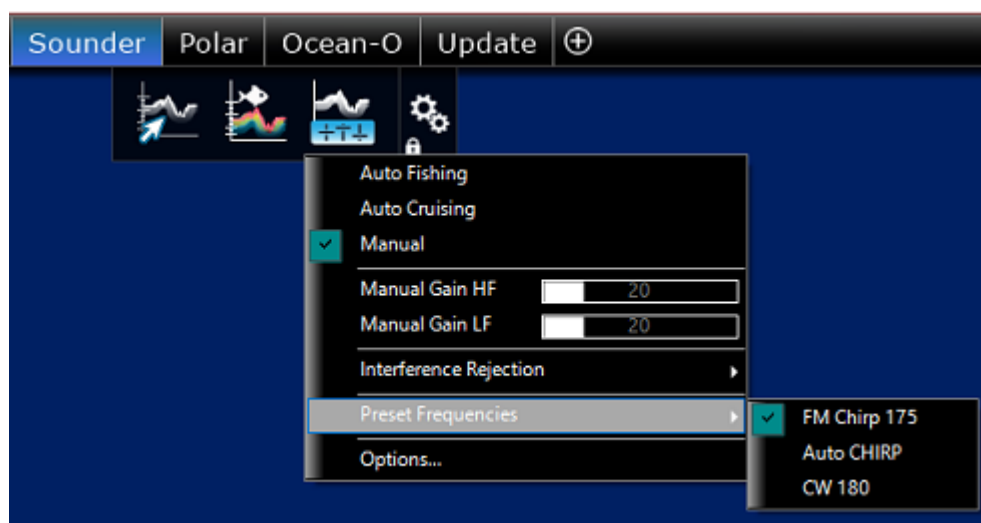 Sounder Polar Ocean-O Update
Auto Fishing
Auto Cruising
Manual
Manual Gain HF 20
Manual Gain LF 20
Interference Rejection
Preset Frequencies
FM Chirp 175
Auto CHIRP
CW 180
Options...